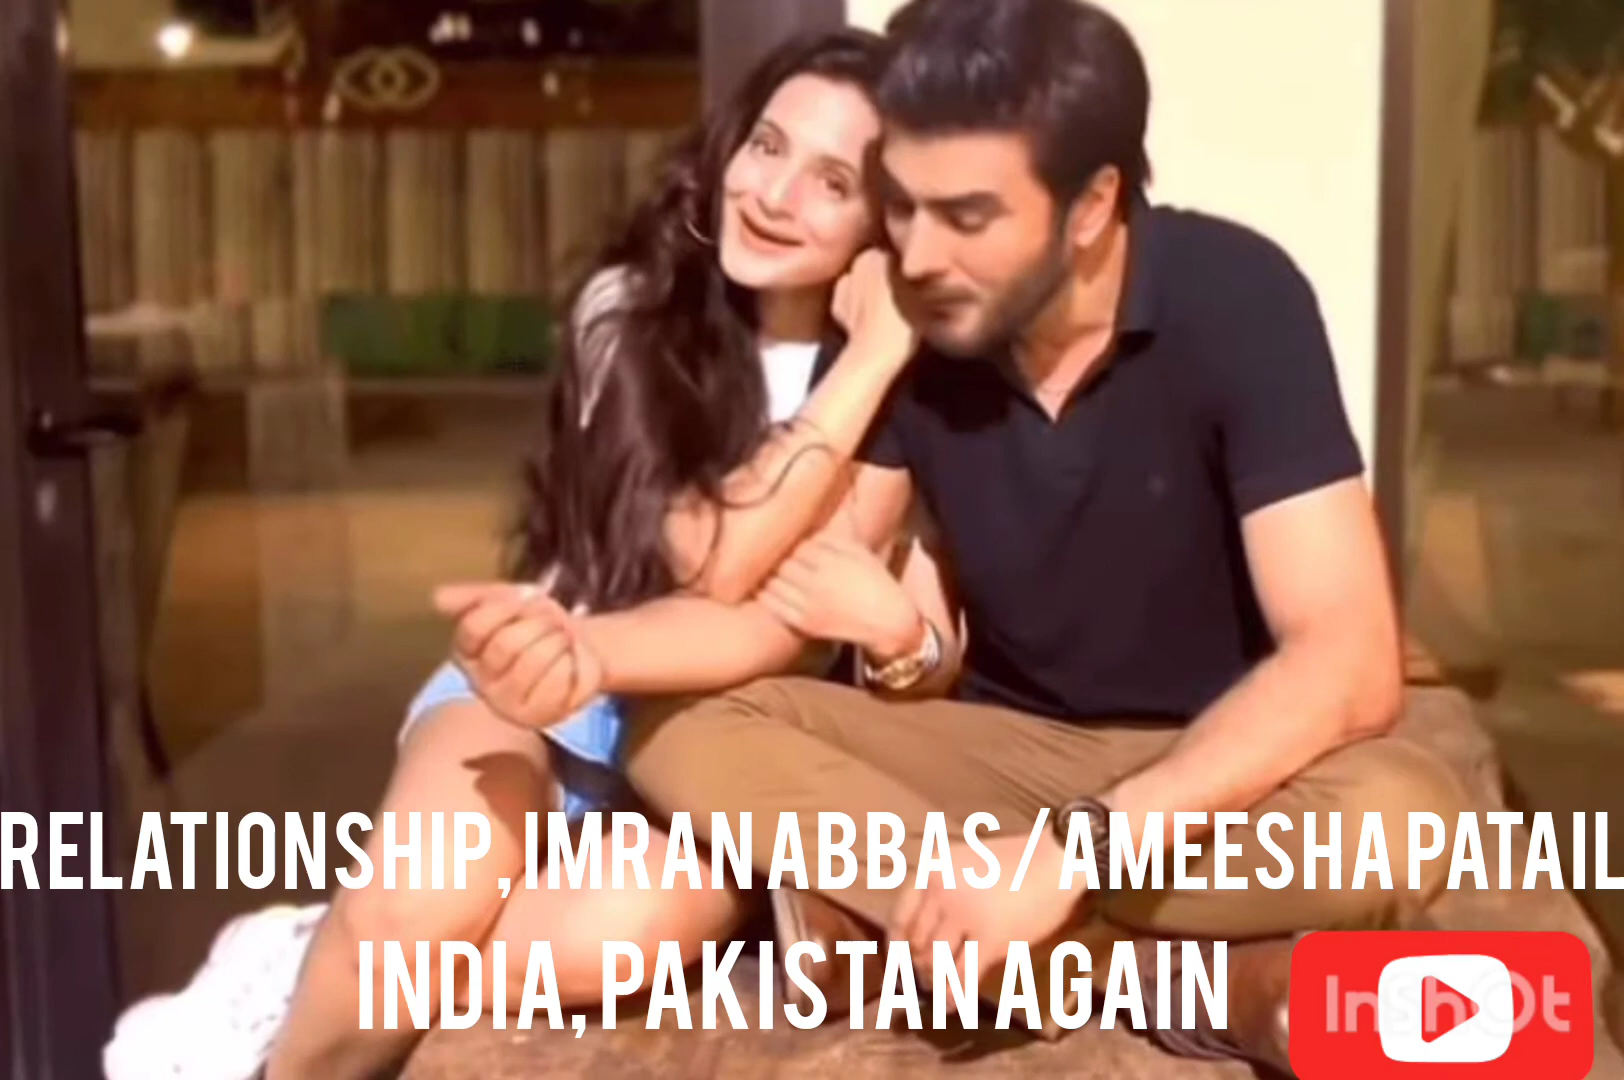 RELATIONSHIP, IMRAN ABBAS / AMEESHA PATAIL
INDIA, PAKISTAN AGAIN
InshOt